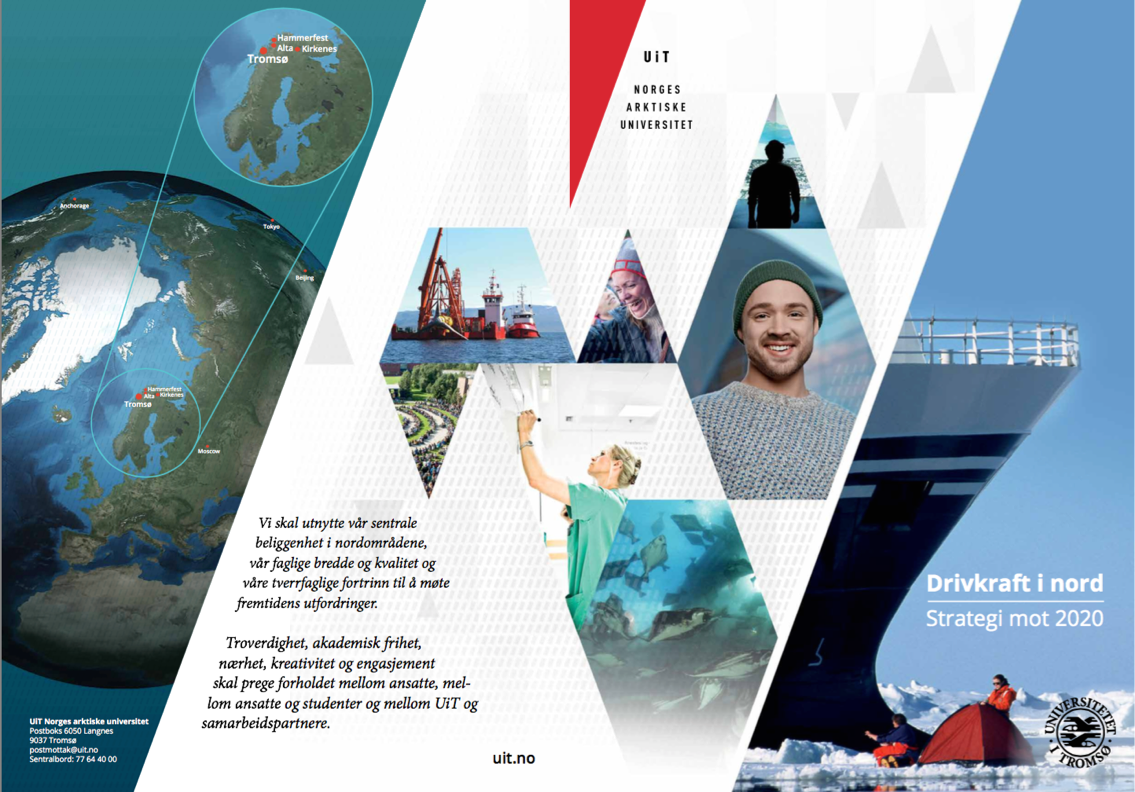 Hammerfest
Alta Kirkenes
Tromsø
Anchorage
Tokyo
Beijing
Hammerfest
Alta Kirkenes
Tromsø
Moscow
UiT Norges arktiske universitet
Postboks 6050 Langnes
9037 Tromsø
postmottak@uit.no
Sentralbord: 77 64 40 00
UiT
NORGES
ARKTISKE
UNIVERSITET
Vi skal utnytte vår sentrale
beliggenhet i nordområdene,
vår faglige bredde og kvalitet og
våre tverrfaglige fortrinn til å møte
fremtidens utfordringer.
Troverdighet, akademisk frihet,
nærhet, kreativitet og engasjement
skal prege forholdet mellom ansatte, mel-
lom ansatte og studenter og mellom UiT og
samarbeidspartnere.
uit.no
Drivkraft i nord
Strategi mot 2020
UNIVERSITETET
I TROMSØ